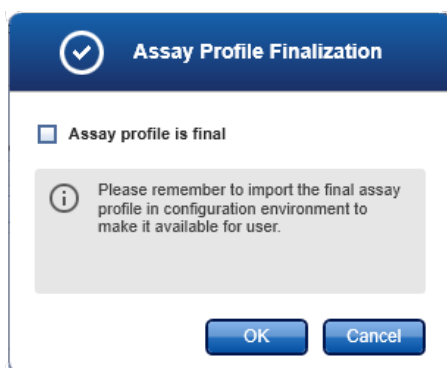 Assay Profile Finalization
Assay profile is final
Please remember to import the final assay
profile in configuration environment to
make it available for user.
OK Cancel